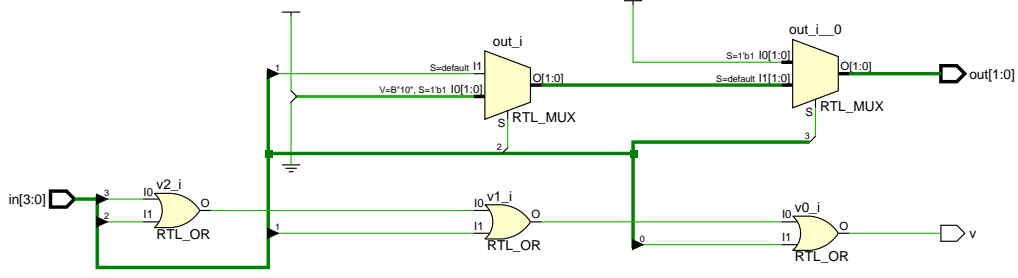 out_i
out_i__0
1
S=default I1
V=B"10", S=1'b1 I0[1:0]
O[1:0]
S
RTL_MUX
2
S=1'b1 I0[1:0]
S=default I1[1:0]
O[1:0]
S
RTL_MUX
3
out[1:0]
in[3:0]
3
2
v2_i
I0
I1
O
RTL_OR
1
v1_i
I0
I1
O
RTL_OR
0
v0_i
I0
I1
O
RTL_OR
v